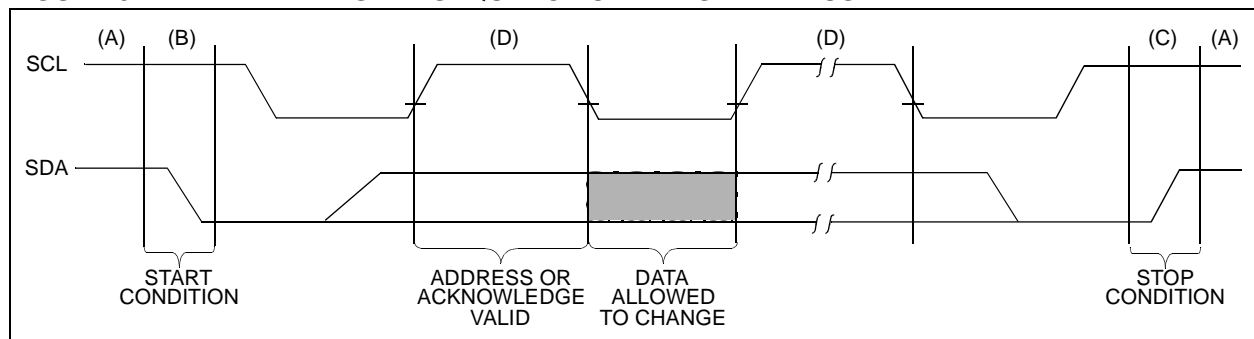 (A) (B) (D) (D) (C) (A)
SCL
SDA
START
CONDITION
ADDRESS OR
ACKNOWLEDGE
VALID
DATA
ALLOWED
TO CHANGE
STOP
CONDITION